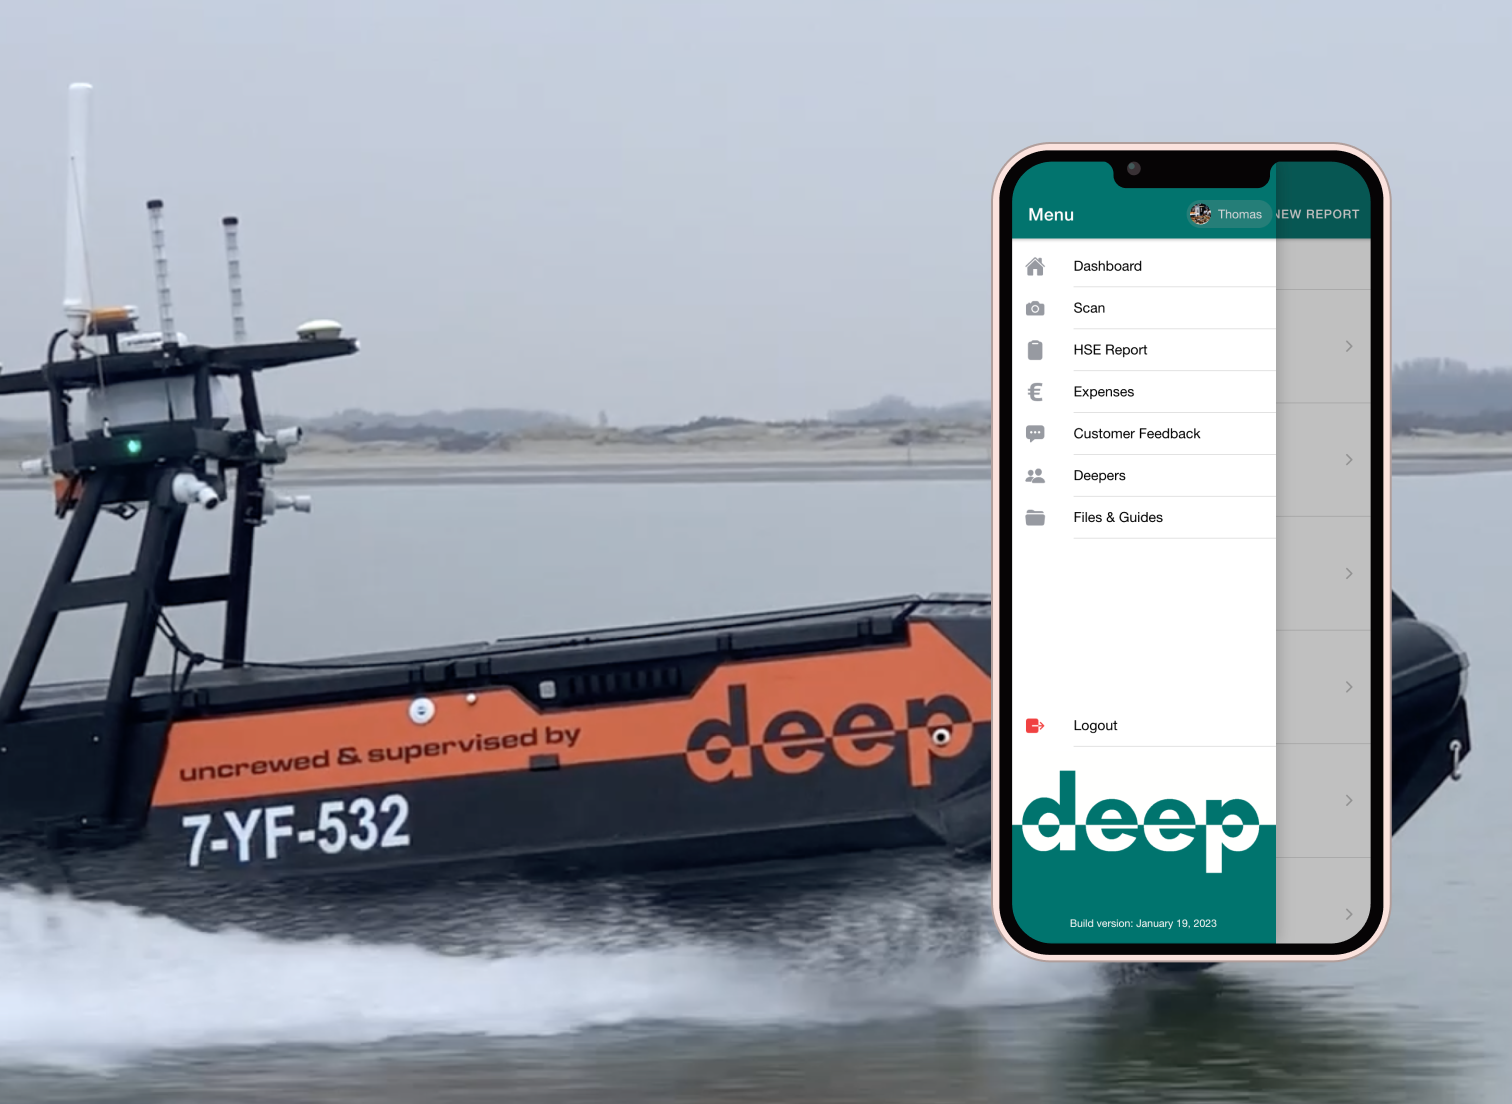 uncrewed & supervised by
deep
7-YF-532
Menu
Thomas
NEW REPORT
Dashboard
Scan
HSE Report
Expenses
Customer Feedback
Deepers
Files & Guides
Logout
deep
Build version: January 19, 2023